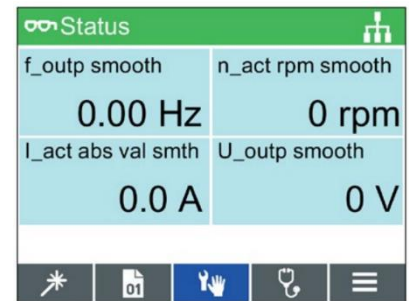 Status
f_outp smooth
n_act rpm smooth
0.00 Hz
0 rpm
I_act abs val smth
U_outp smooth
0.0 A
0 V
01